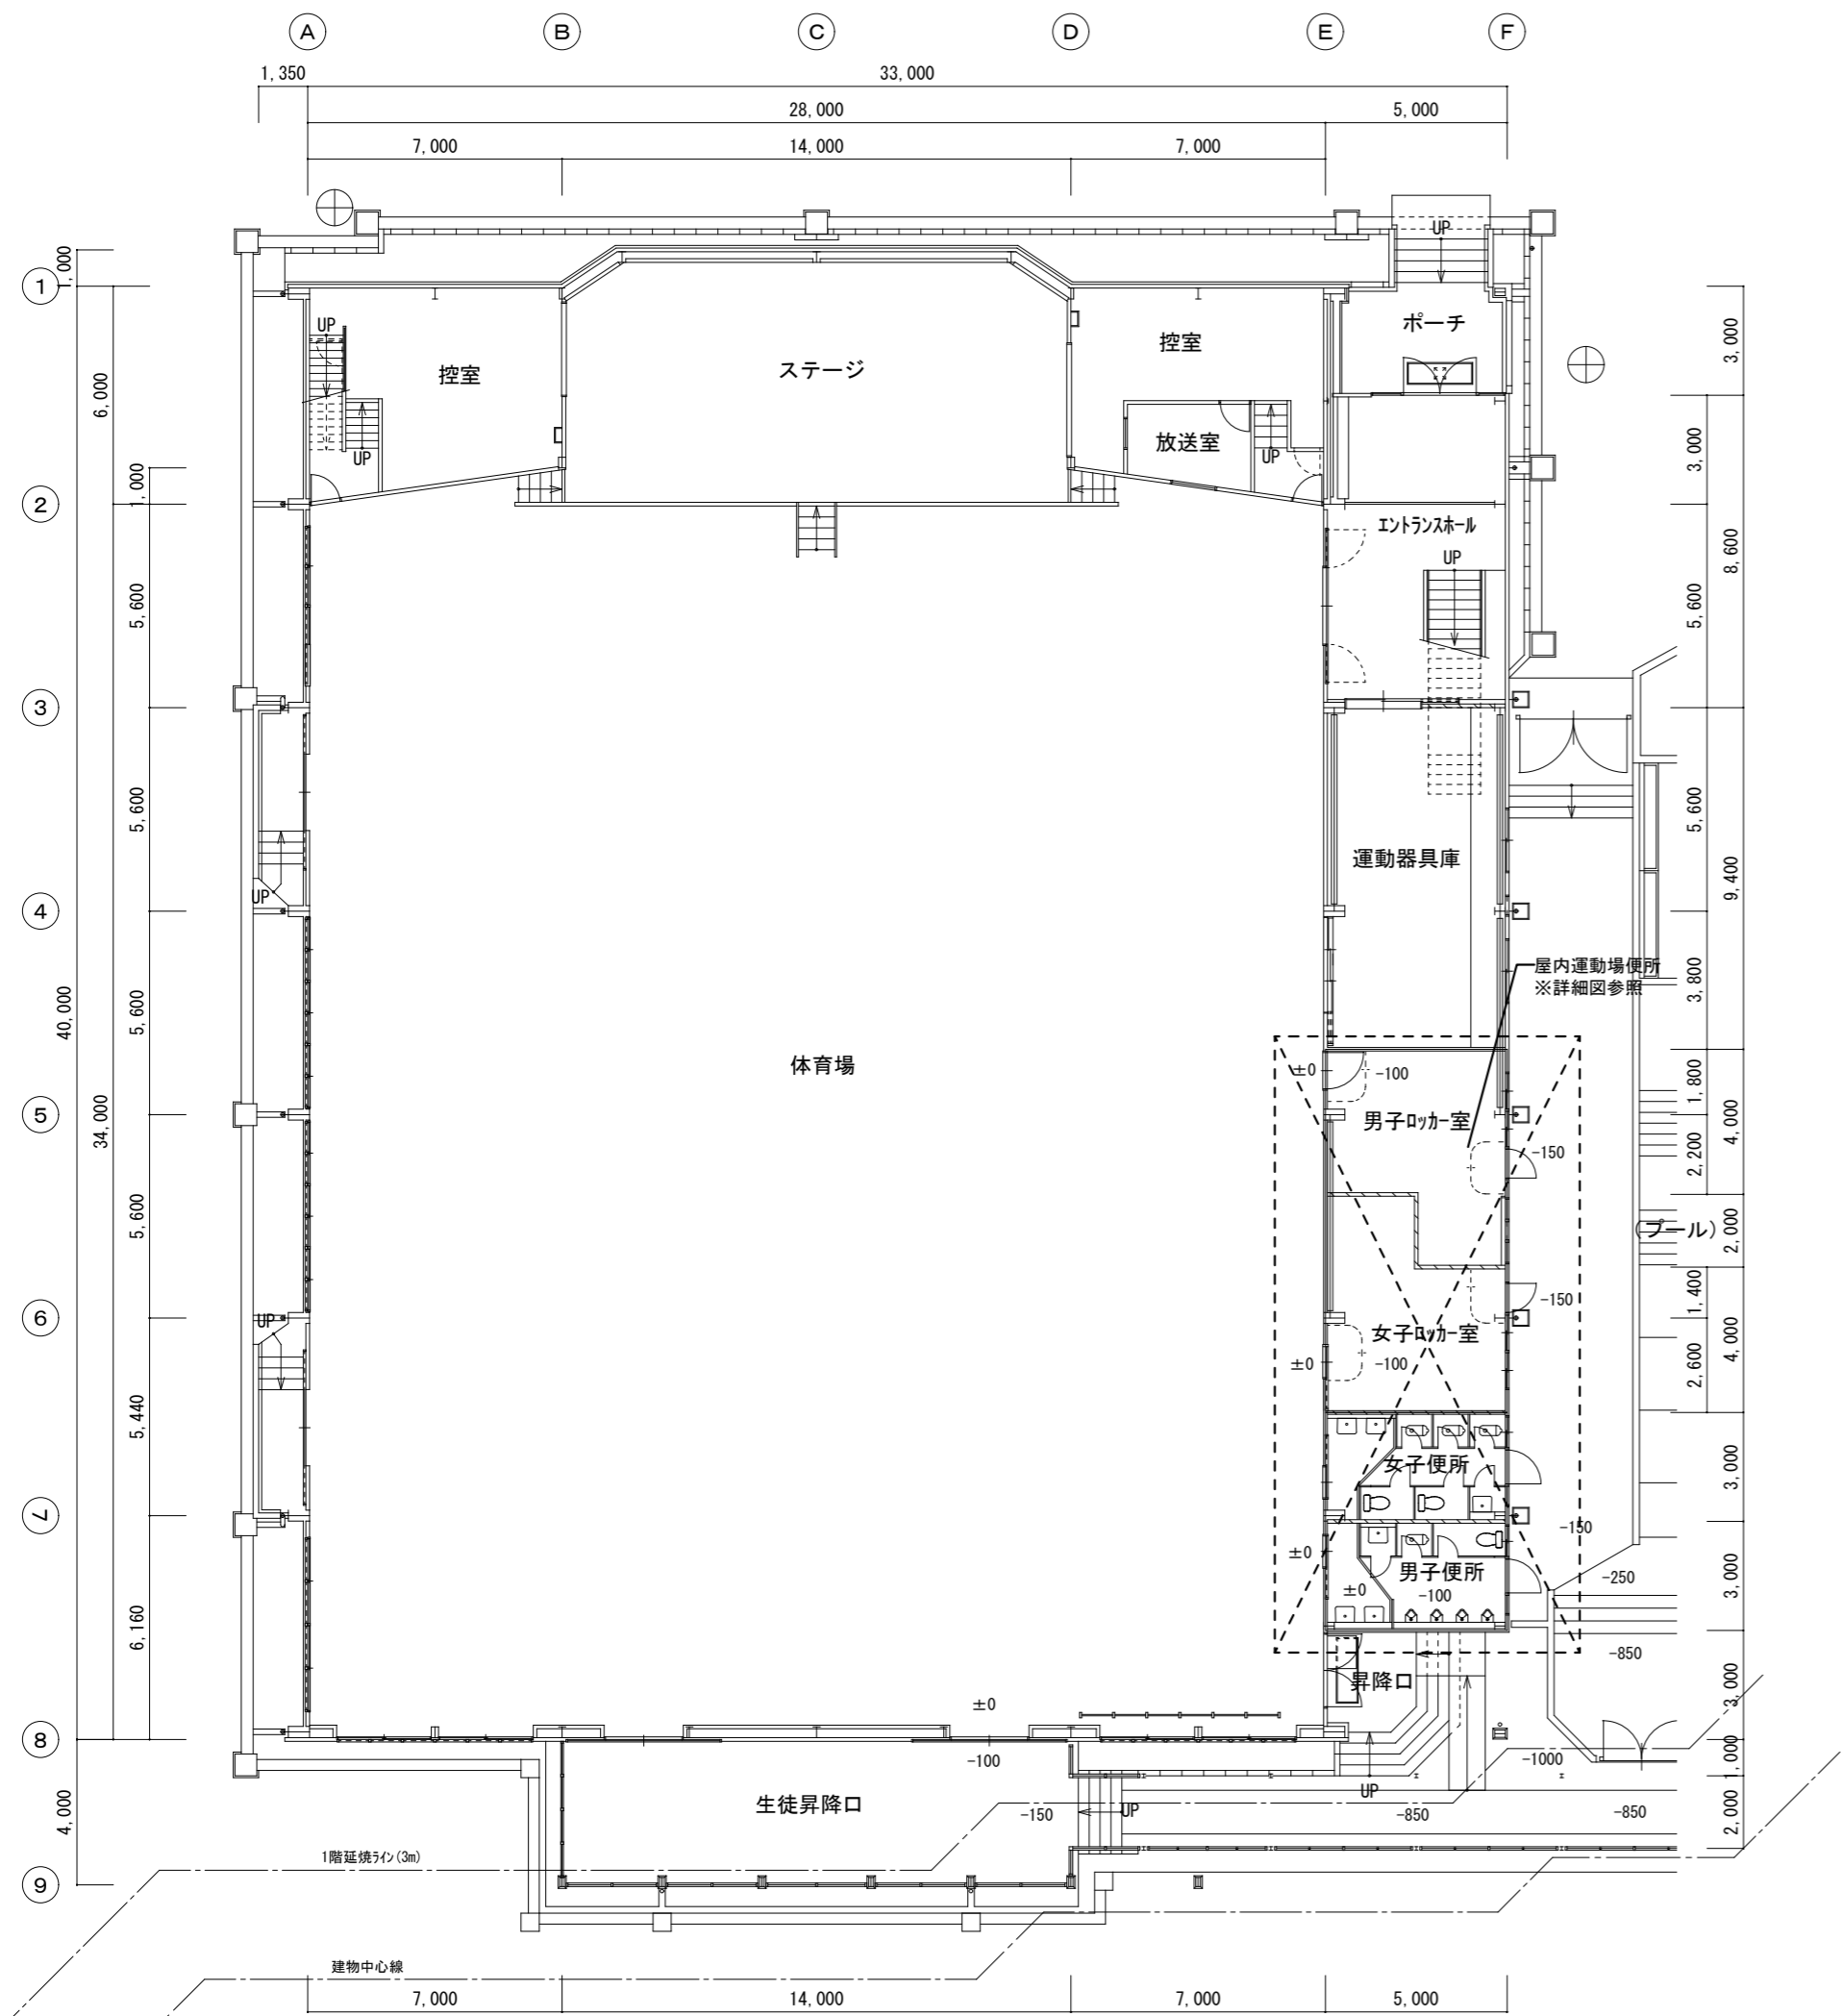 A B C D E F
1,350 33,000
28,000 5,000
7,000 14,000 7,000
1,000
1
UP
ポーチ
3,000
UP
控室
ステージ
控室
6,000
放送室
3,000
UP
UP
1,000
2
エントランスホール
8,600
UP
5,600
5,600
3
5,600
5,600
運動器具庫
9,400
UP
4
屋内運動場便所
※詳細図参照
3,800
40,000
5,600
体育場
±0
-100
1,800
5
34,000
男子ロッカー室
4,000
-150
2,200
5,600
(プール)
2,000
-150
1,400
6
UP
女子ロッカー室
±0
-100
4,000
2,600
5,440
女子便所
3,000
7
-150
±0
男子便所
-250
±0
-100
3,000
6,160
-850
昇降口
3,000
±0
8
-100
-1000
1,000
UP
4,000
生徒昇降口
-150
UP
-850
-850
2,000
1階延焼ライン(3m)
9
建物中心線
7,000 14,000 7,000 5,000